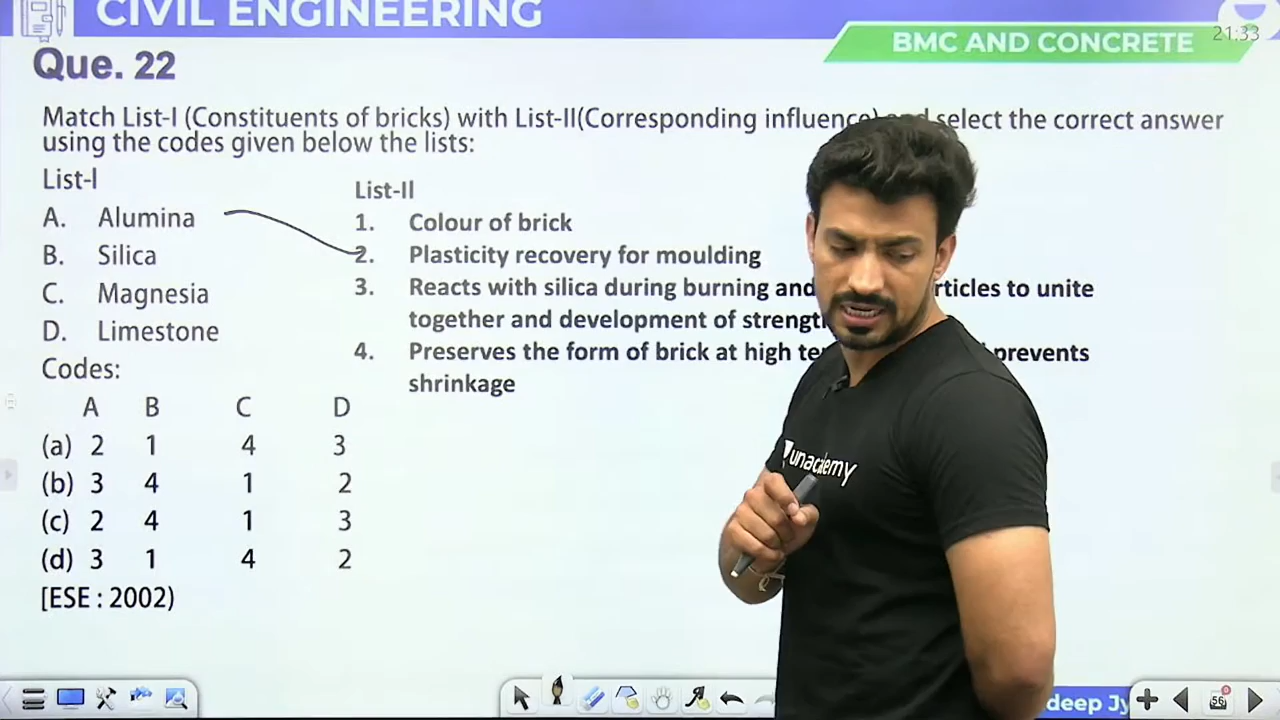 CIVIL ENGINEERING
BMC AND CONCRETE
21:33
Que. 22
Match List-I (Constituents of bricks) with List-II(Corresponding influence) and select the correct answer
using the codes given below the lists:
List-I
List-II
A. Alumina
1. Colour of brick
B. Silica
2. Plasticity recovery for moulding
C. Magnesia
3. Reacts with silica during burning and to unite
D. Limestone
together and development of strength
Codes:
4. Preserves the form of brick at high prevents
shrinkage
A B C D
(a) 2 1 4 3
(b) 3 4 1 2
(c) 2 4 1 3
(d) 3 1 4 2
[ESE : 2002)
unacademy
56